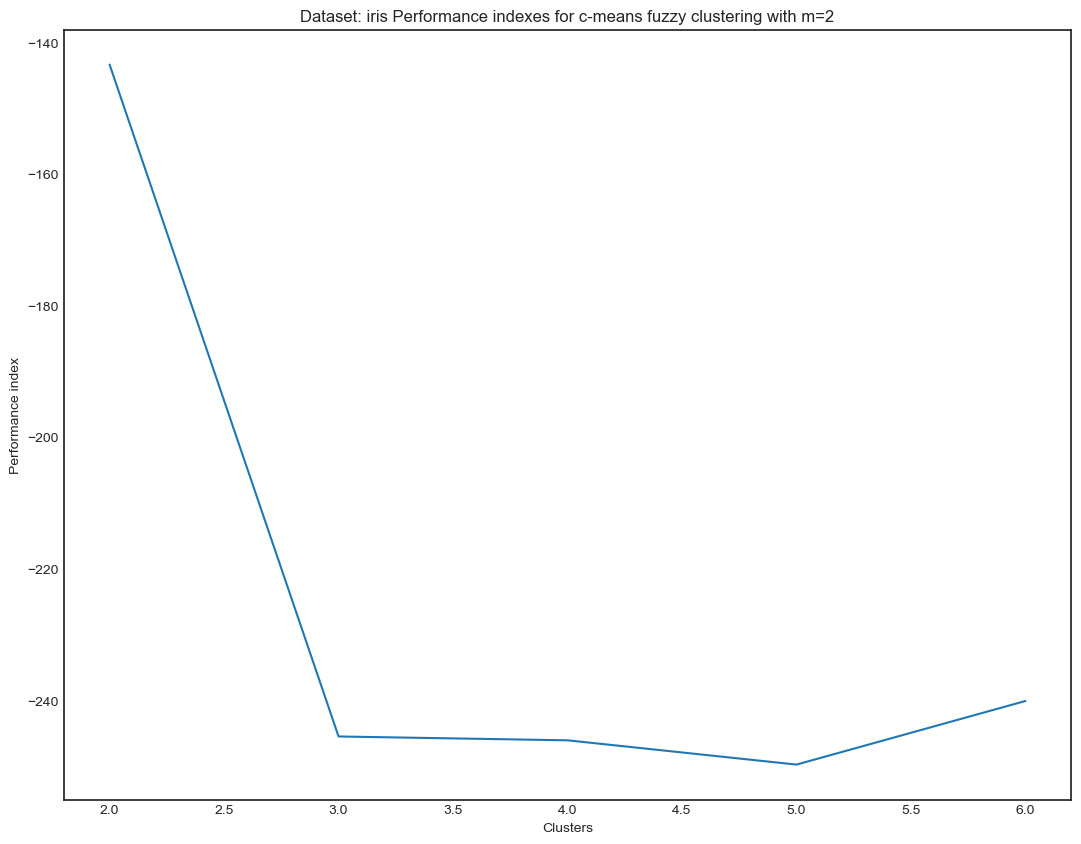 Dataset: iris Performance indexes for c-means fuzzy clustering with m=2
−140
−160
−180
−200
−220
−240
Performance index
2.0 2.5 3.0 3.5 4.0 4.5 5.0 5.5 6.0
Clusters